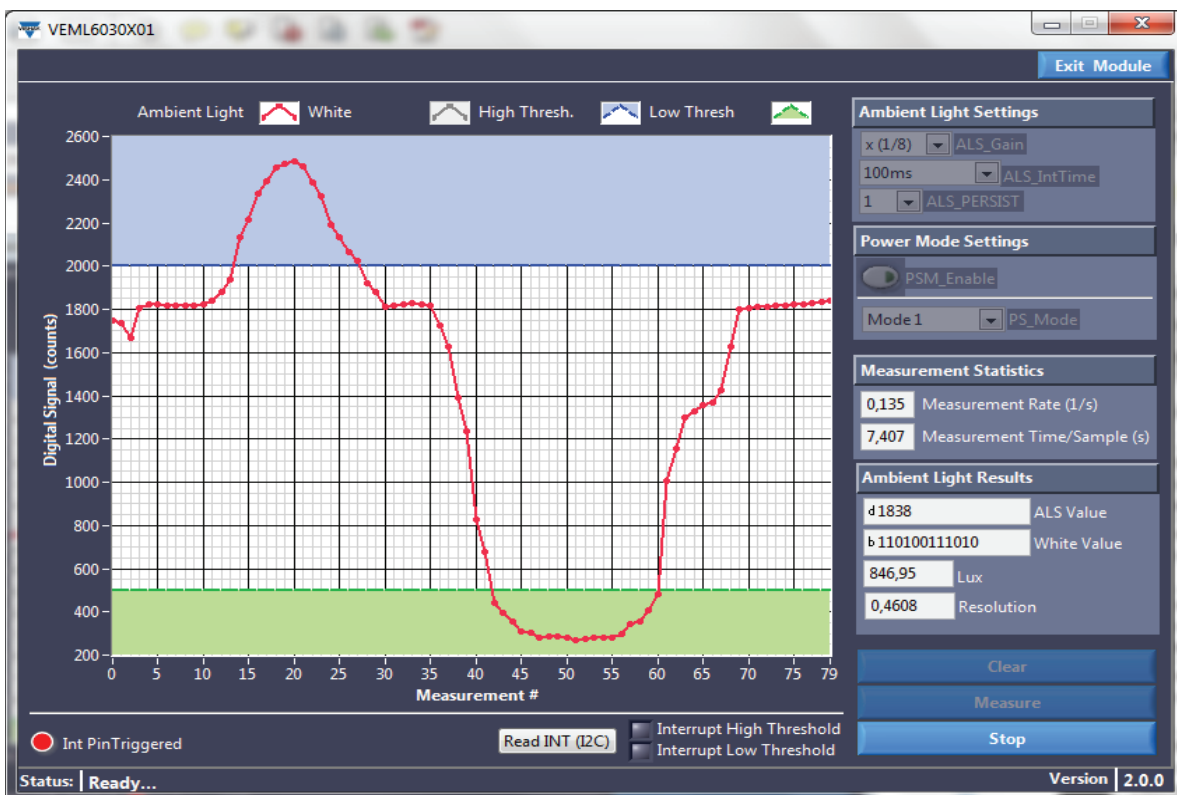 VEML6030X01
Exit Module
Ambient Light White High Thresh. Low Thresh
Digital Signal (counts)
2600
2400
2200
2000
1800
1600
1400
1200
1000
800
600
400
200
0 5 10 15 20 25 30 35 40 45 50 55 60 65 70 75 79
Measurement #
Ambient Light Settings
x (1/8) ALS_Gain
100ms ALS_IntTime
1 ALS_PERSIST
Power Mode Settings
PSM_Enable
Mode 1 PS_Mode
Measurement Statistics
0,135 Measurement Rate (1/s)
7,407 Measurement Time/Sample (s)
Ambient Light Results
d 1838 ALS Value
b 110100111010 White Value
846,95 Lux
0,4608 Resolution
Clear
Measure
Stop
Int PinTriggered
Read INT (I2C)
Interrupt High Threshold
Interrupt Low Threshold
Status: Ready...
Version 2.0.0